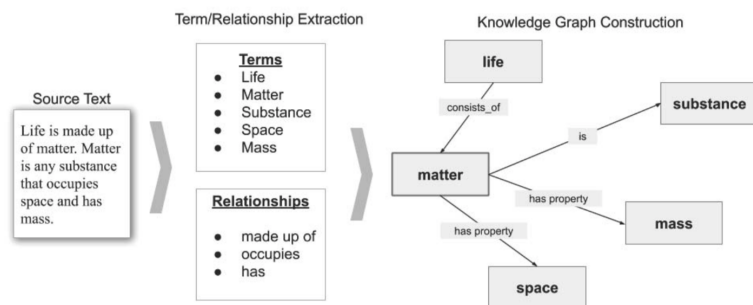 Term/Relationship Extraction
Knowledge Graph Construction
Source Text
Life is made up
of matter. Matter
is any substance
that occupies
space and has
mass.
Terms
● Life
● Matter
● Substance
● Space
● Mass
Relationships
● made up of
● occupies
● has
life
consists_of
substance
is
matter
has property
mass
has property
space